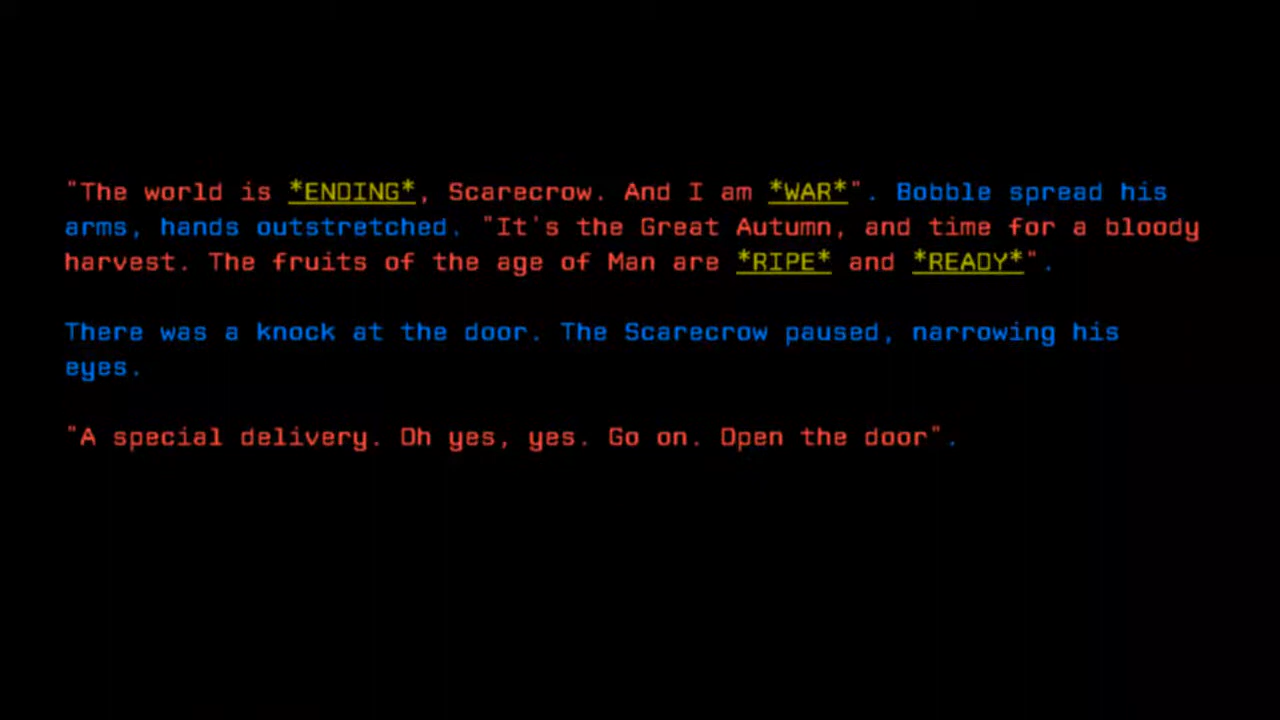 "The world is *ENDING*, Scarecrow. And I am *WAR*". Bobble spread his
arms, hands outstretched. "It's the Great Autumn, and time for a bloody
harvest. The fruits of the age of Man are *RIPE* and *READY*".
There was a knock at the door. The Scarecrow paused, narrowing his
eyes.
"A special delivery. Oh yes, yes. Go on. Open the door".